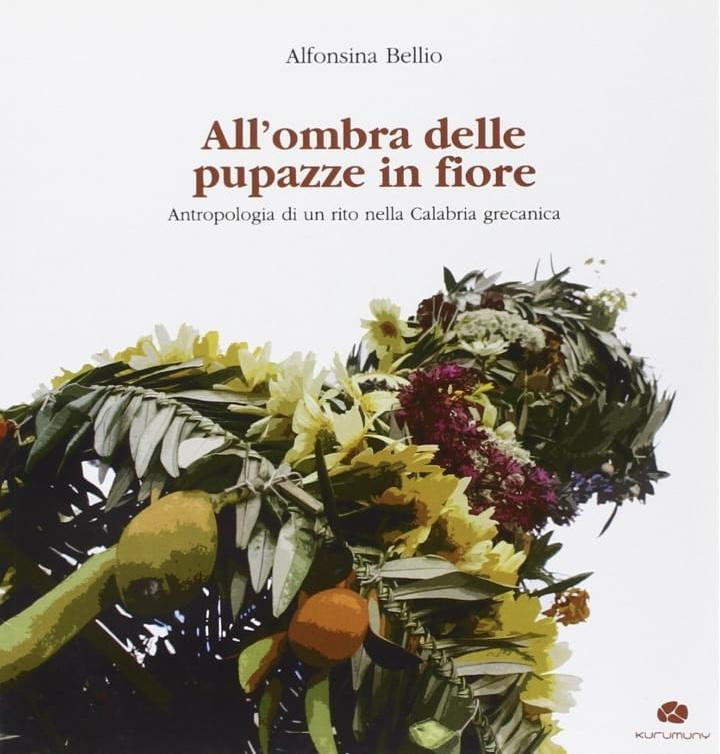 Alfonsina Bellio
All'ombra delle
pupazze in fiore
Antropologia di un rito nella Calabria grecanica
KURUMUNY